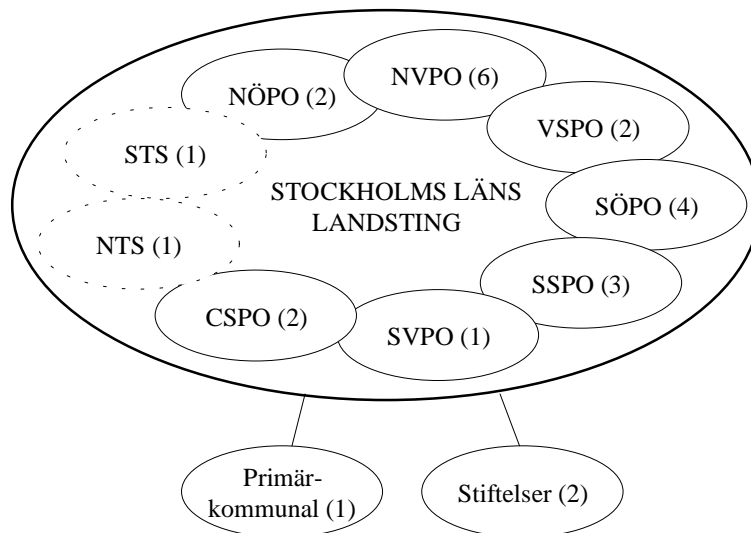 NVPO (6)
NÖPO (2)
VSPO (2)
STS (1)
STOCKHOLMS LÄNS
LANDSTING
SÖPO (4)
NTS (1)
SSPO (3)
CSPO (2)
SVPO (1)
Primär-
kommunal (1)
Stiftelser (2)